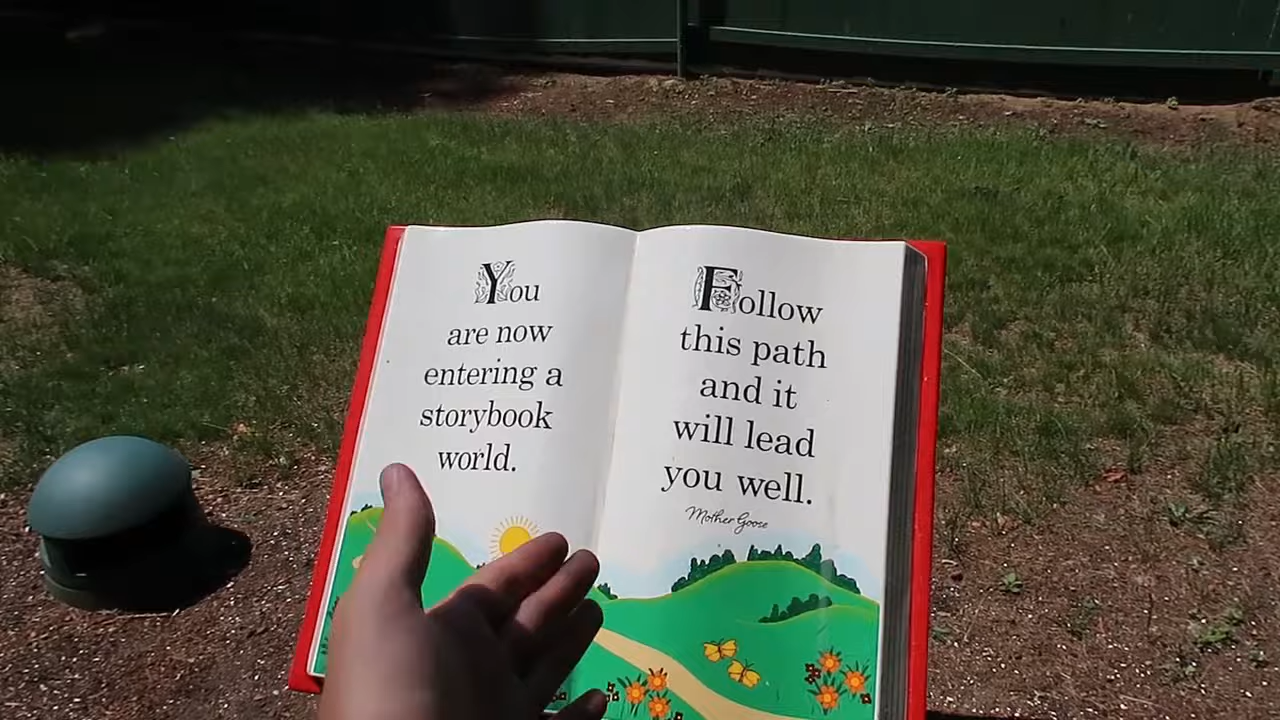 You
are now
entering a
storybook
world.
Follow
this path
and it
will lead
you well.
Mother Goose